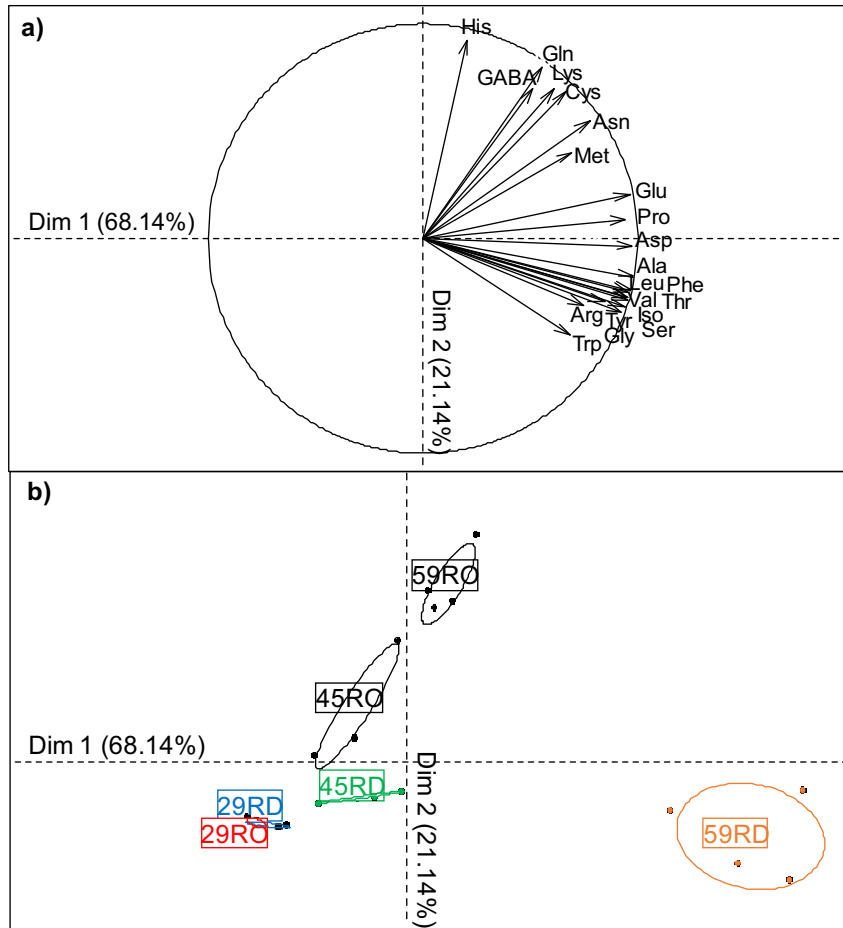 a)
His
Gln
GABA
Lys
Cys
Asn
Met
Glu
Dim 1 (68.14%)
Pro
Asp
Ala
Leu
Phe
Val
Thr
Arg
Tyr
Iso
Ser
Trp
Gly
Dim 2 (21.14%)
b)
59RO
45RO
Dim 1 (68.14%)
45RD
29RD
29RO
59RD
Dim 2 (21.14%)